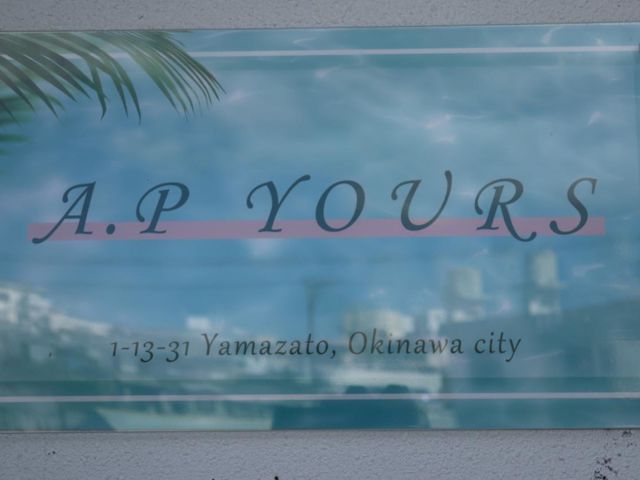 A.P YOURS
1-13-31 Yamazato, Okinawa city